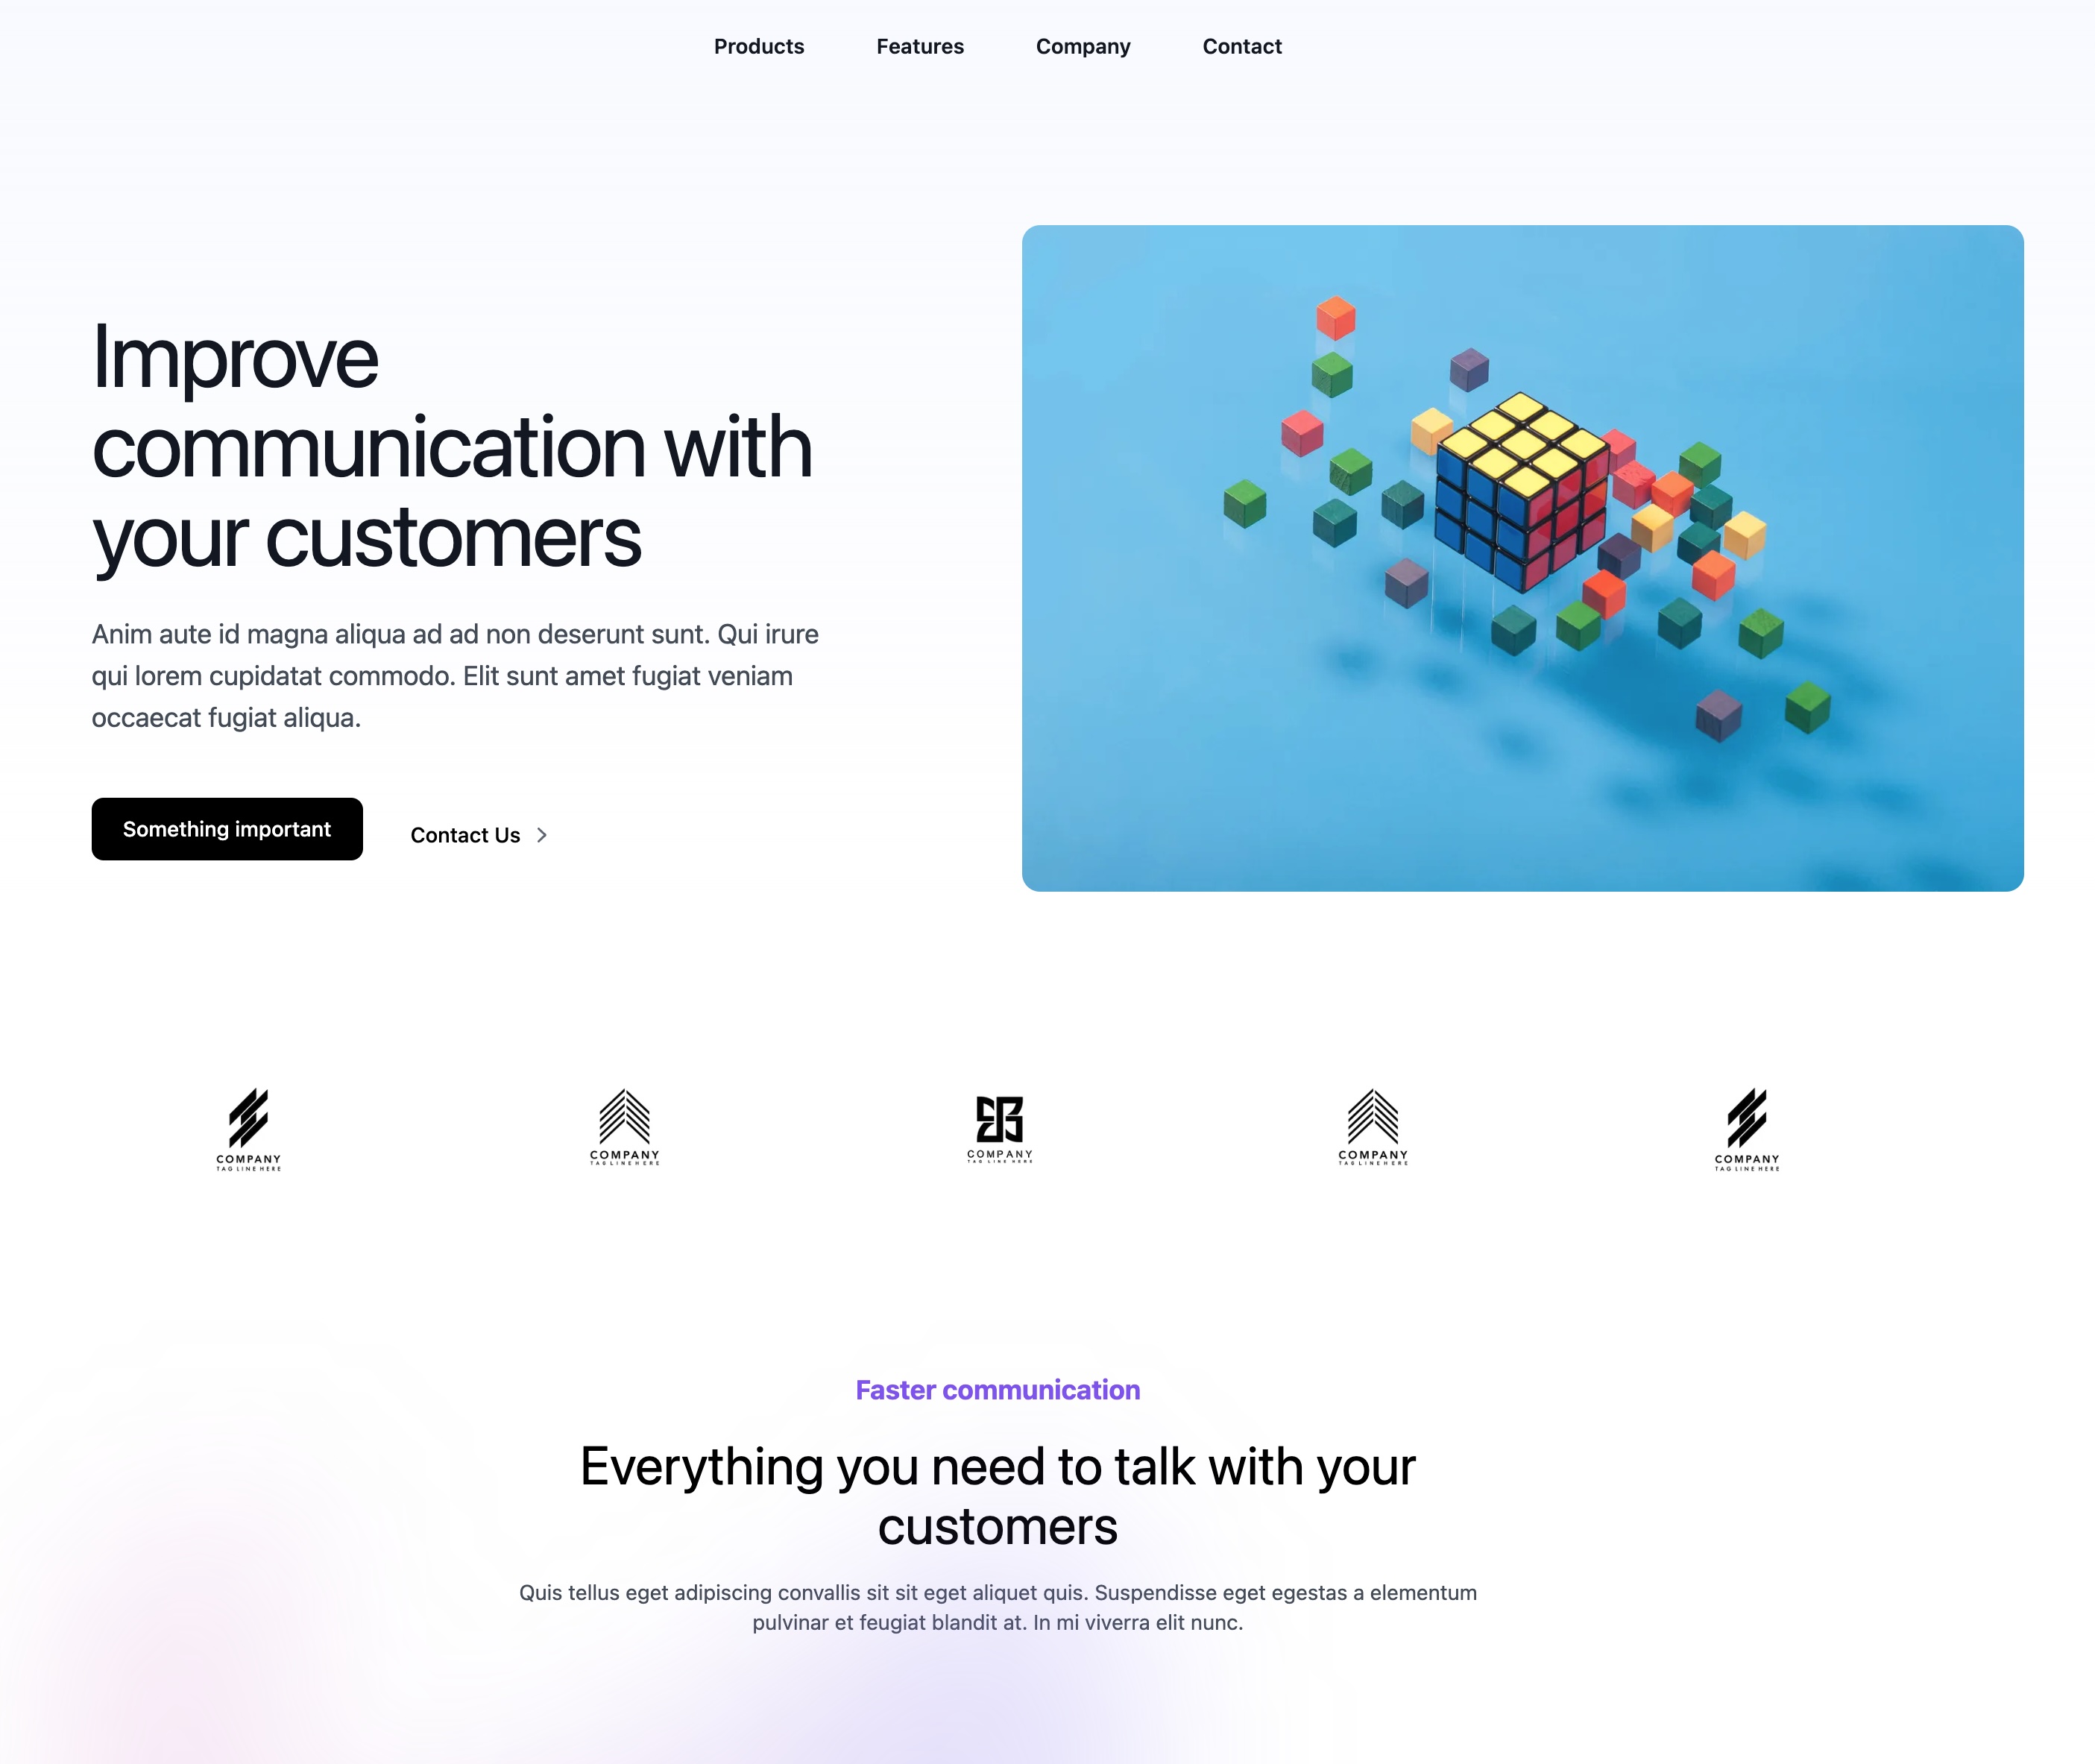 Products Features Company Contact
Improve
communication with
your customers
Anim aute id magna aliqua ad ad non deserunt sunt. Qui irure
qui lorem cupidatat commodo. Elit sunt amet fugiat veniam
occaecat fugiat aliqua.
Something important
Contact Us
COMPANY
TAG LINE HERE
COMPANY
TAG LINE HERE
COMPANY
TAG LINE HERE
COMPANY
TAG LINE HERE
COMPANY
TAG LINE HERE
Faster communication
Everything you need to talk with your
customers
Quis tellus eget adipiscing convallis sit sit eget aliquet quis. Suspendisse eget egestas a elementum
pulvinar et feugiat blandit at. In mi viverra elit nunc.